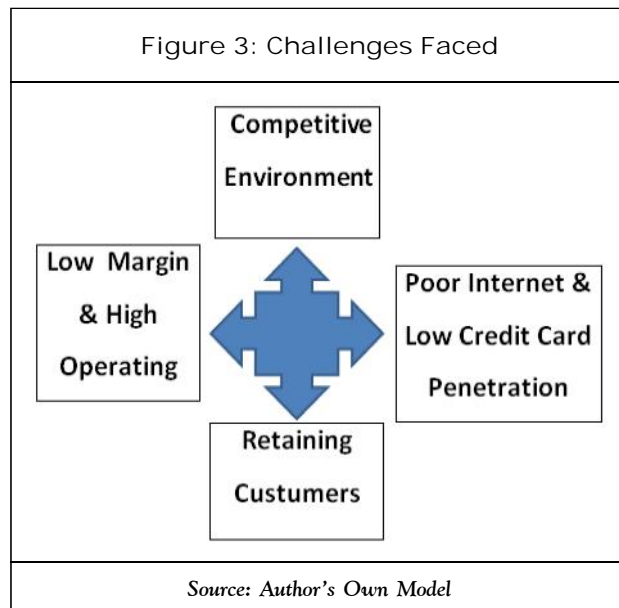 Figure 3: Challenges Faced
Competitive
Environment
Low Margin
& High
Operating
Poor Internet &
Low Credit Card
Penetration
Retaining
Custumers
Source: Author's Own Model